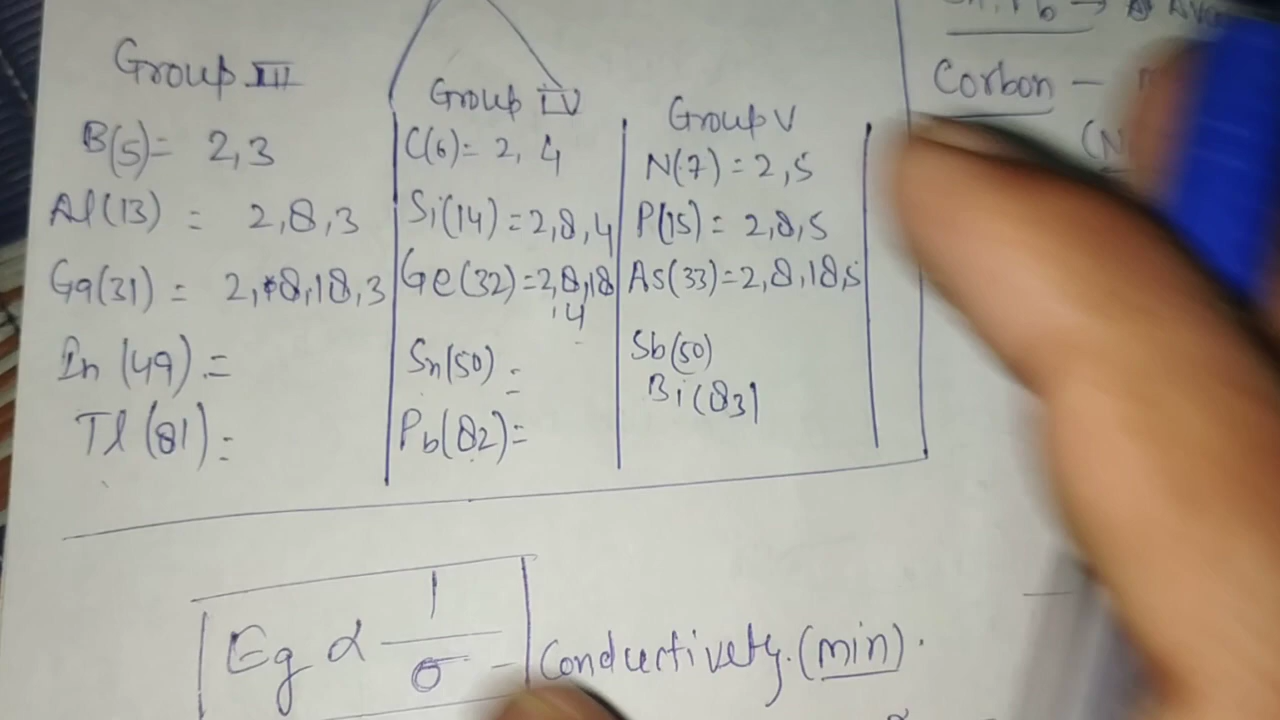 Group III
B(5)= 2,3
Al(13) = 2,8,3
Ga(31) = 2,8,18,3
In (49) =
Tl (81) =
Group IV
C(6)= 2, 4
Si(14)=2,8,4
Ge(32)=2,8,18
,4
Sn(50) =
Pb(82)=
Group V
N(7)=2,5
P(15)= 2,8,5
As(33)=2,8,18,5
Sb(50)
Bi(83)
Corbon -
(N
Eg ∝ 1/σ - Conductivety. (min).